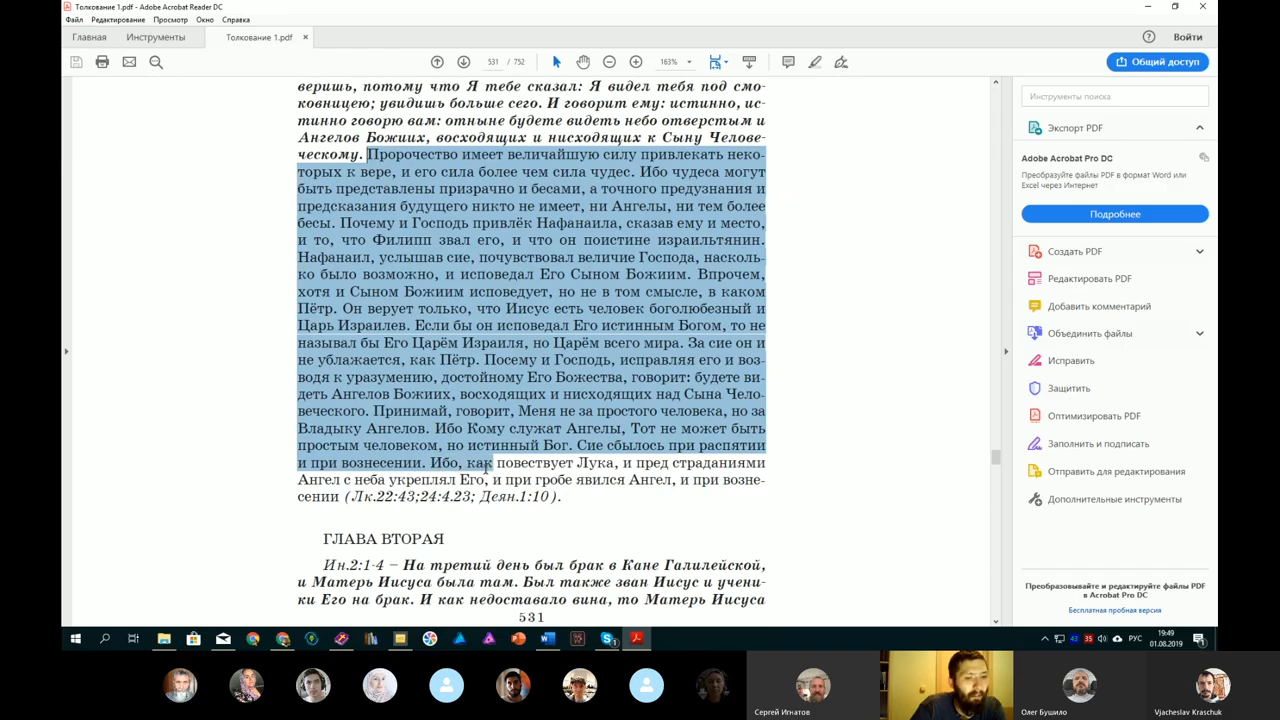 Толкование 1.pdf - Adobe Acrobat Reader DC
Файл Редактирование Просмотр Окно Справка
Главная Инструменты Толкование 1.pdf × Войти
531 / 752 163% Общий доступ
веришь, потому что Я тебе сказал: Я видел тебя под смо-
ковницею; увидишь больше сего. И говорит ему: истинно, ис-
тинно говорю вам: отныне будете видеть небо отверстым и
Ангелов Божиих, восходящих и нисходящих к Сыну Челове-
ческому. Пророчество имеет величайшую силу привлекать неко-
торых к вере, и его сила более чем сила чудес. Ибо чудеса могут
быть представлены призрачно и бесами, а точного предузнания и
предсказания будущего никто не имеет, ни Ангелы, ни тем более
бесы. Почему и Господь привлёк Нафанаила, сказав ему и место,
и то, что Филипп звал его, и что он поистине израильтянин.
Нафанаил, услышав сие, почувствовал величие Господа, насколь-
ко было возможно, и исповедал Его Сыном Божиим. Впрочем,
хотя и Сыном Божиим исповедует, но не в том смысле, в каком
Пётр. Он верует только, что Иисус есть человек боголюбезный и
Царь Израилев. Если бы он исповедал Его истинным Богом, то не
назвал бы Его Царём Израиля, но Царём всего мира. За сие он и
не ублажается, как Пётр. Посему и Господь, исправляя его и воз-
водя к уразумению, достойному Его Божества, говорит: будете ви-
деть Ангелов Божиих, восходящих и нисходящих над Сына Чело-
веческого. Принимай, говорит, Меня не за простого человека, но за
Владыку Ангелов. Ибо Кому служат Ангелы, Тот не может быть
простым человеком, но истинный Бог. Сие сбылось при распятии
и при вознесении. Ибо, как повествует Лука, и пред страданиями
Ангел с неба укреплял Его, и при гробе явился Ангел, и при возне-
сении (Лк.22:43;24:4.23; Деян.1:10).
ГЛАВА ВТОРАЯ
Ин.2:1-4 – На третий день был брак в Кане Галилейской,
и Матерь Иисуса была там. Был также зван Иисус и учени-
ки Его на брак. И как недоставало вина, то Матерь Иисуса
531
Инструменты поиска
Экспорт PDF
Adobe Acrobat Pro DC
Преобразуйте файлы PDF в формат Word или
Excel через Интернет
Подробнее
Создать PDF
Редактировать PDF
Добавить комментарий
Объединить файлы
Исправить
Защитить
Оптимизировать PDF
Заполнить и подписать
Отправить для редактирования
Дополнительные инструменты
Преобразовывайте и редактируйте файлы PDF
в Acrobat Pro DC
Бесплатная пробная версия
43 35 РУС 19:49
01.08.2019
Сергей Игнатов Олег Бушило Vjacheslav Kraschuk